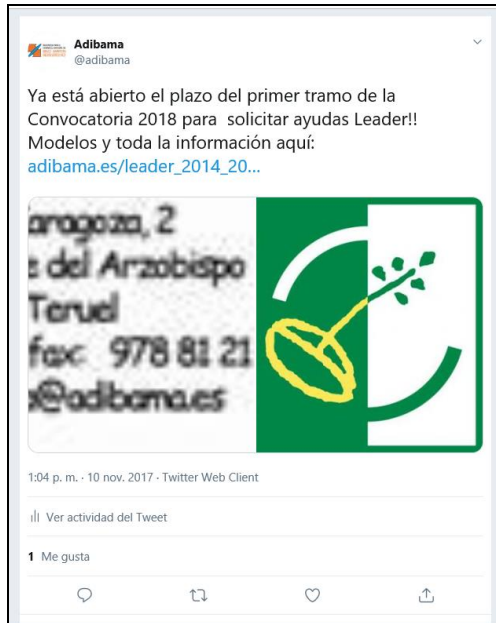 Adibama
@adibama
Ya está abierto el plazo del primer tramo de la
Convocatoria 2018 para solicitar ayudas Leader!!
Modelos y toda la información aquí:
adibama.es/leader_2014_20...
aragoza, 2
e del Arzobispo
Teruel
fax: 978 81 21
@adibama.es
1:04 p. m. · 10 nov. 2017 · Twitter Web Client
Ver actividad del Tweet
1 Me gusta